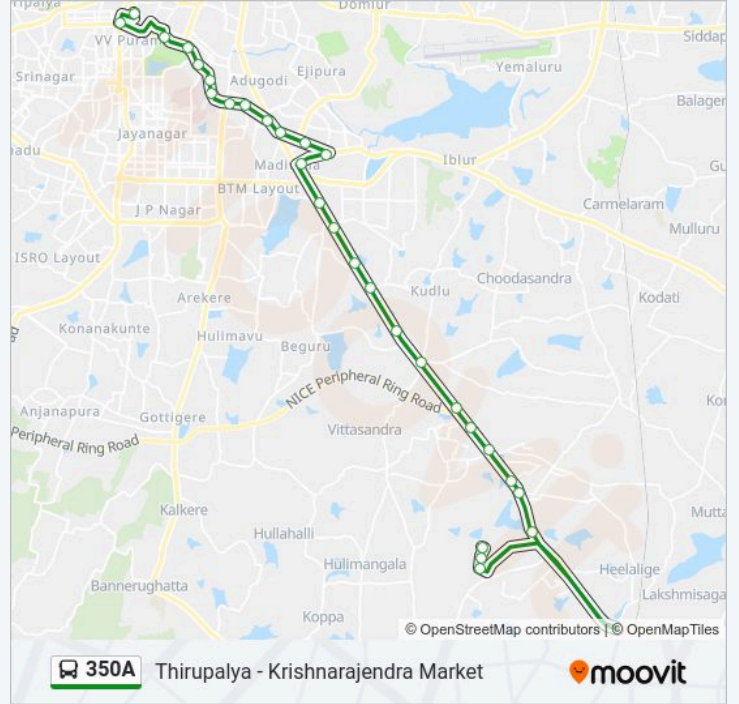 Domlur
VV Puram
Siddap
Srinagar
Ejipura
Yemaluru
Adugodi
Balager
Jayanagar
Iblur
BTM Layout
Carmelaram
J P Nagar
Mulluru
ISRO Layout
Choodasandra
Kudlu
Kodati
Arekere
Konanakunte
Hulimavu
Beguru
NICE Peripheral Ring Road
Anjanapura
Gottigere
Vittasandra
Peripheral Ring Road
Kalkere
Mutta
Hullahalli
Hulimangala
Heelalige
Bannerughatta
Lakshmisaga
Koppa
© OpenStreetMap contributors | © OpenMapTiles
350A Thirupalya - Krishnarajendra Market
moovit